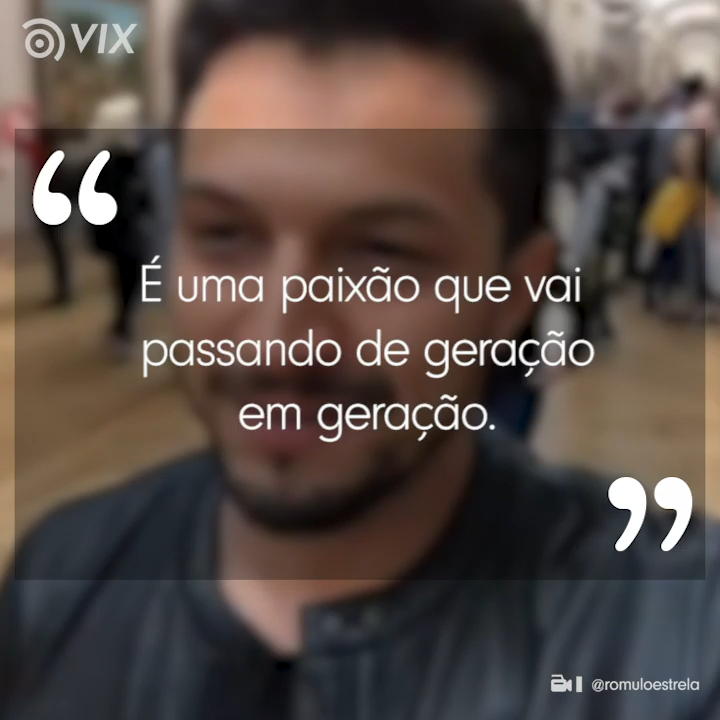 VIX
“
É uma paixão que vai
passando de geração
em geração.
”
@romuloestrela